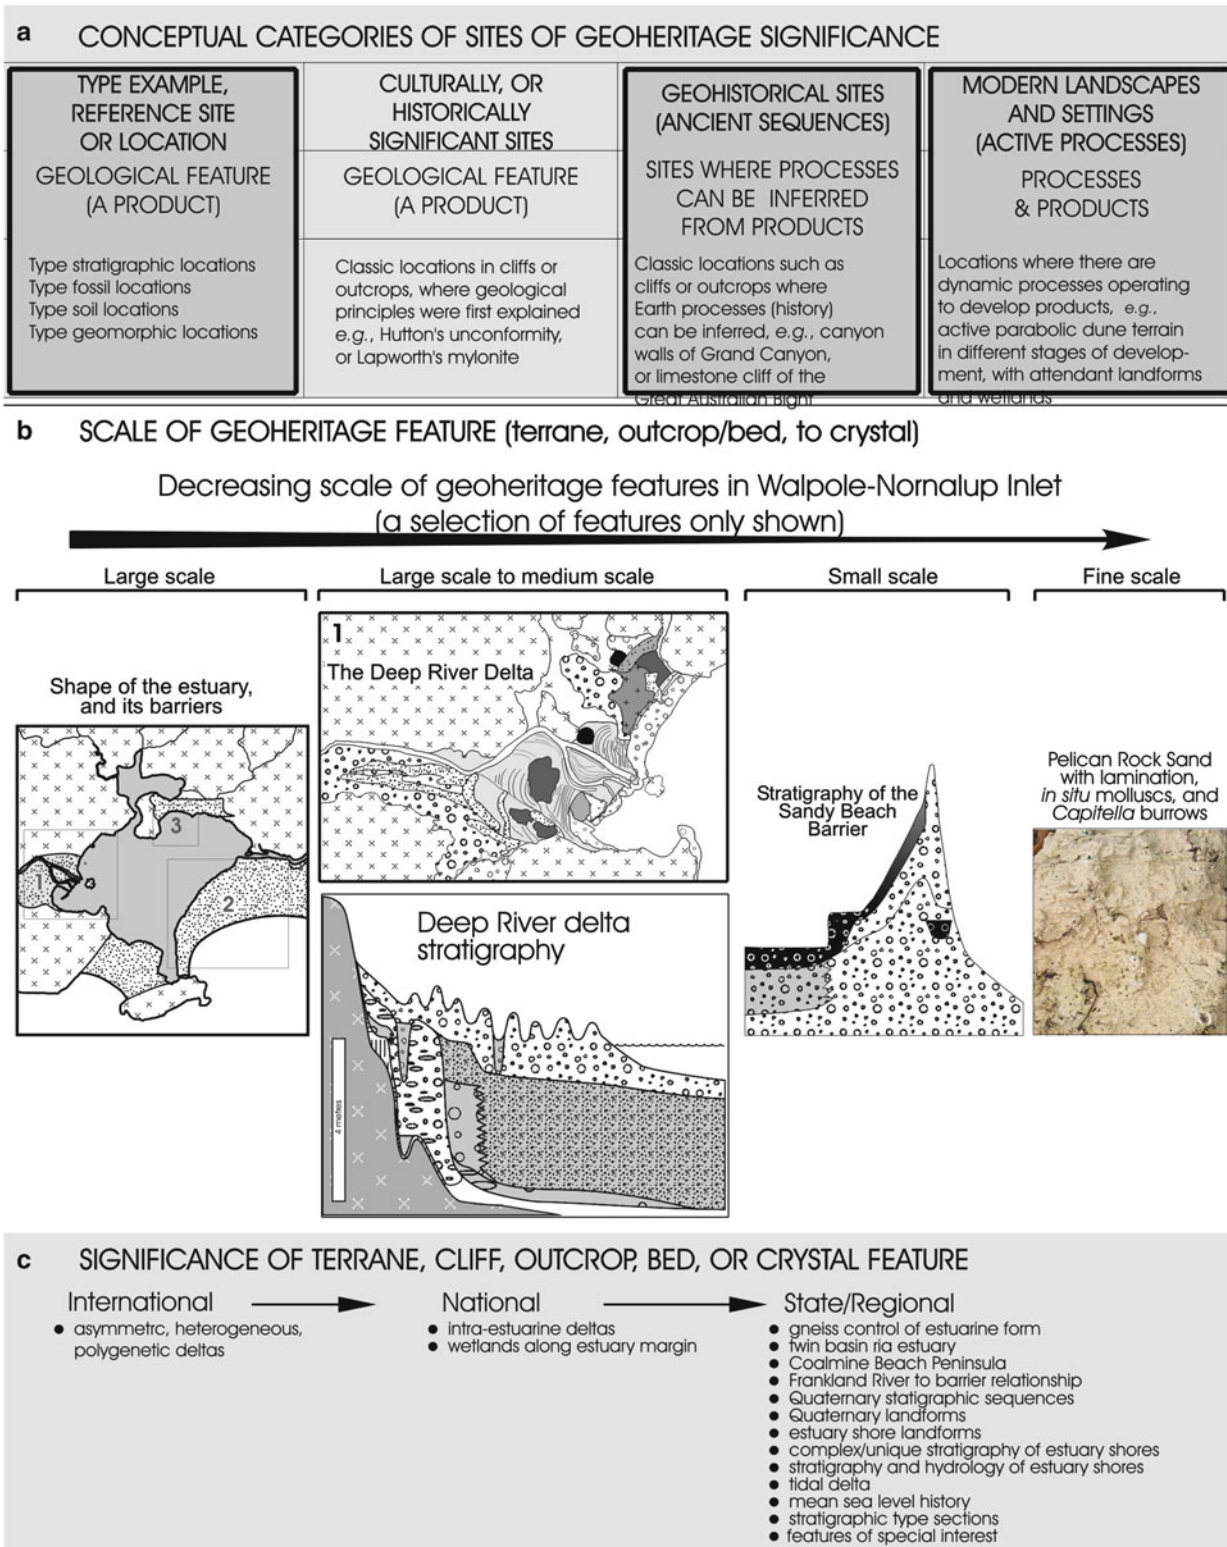 a CONCEPTUAL CATEGORIES OF SITES OF GEOHERITAGE SIGNIFICANCE
TYPE EXAMPLE,
REFERENCE SITE
OR LOCATION
GEOLOGICAL FEATURE
(A PRODUCT)
Type stratigraphic locations
Type fossil locations
Type soil locations
Type geomorphic locations
CULTURALLY, OR
HISTORICALLY
SIGNIFICANT SITES
GEOLOGICAL FEATURE
(A PRODUCT)
Classic locations in cliffs or
outcrops, where geological
principles were first explained
e.g., Hutton's unconformity,
or Lapworth's mylonite
GEOHISTORICAL SITES
(ANCIENT SEQUENCES)
SITES WHERE PROCESSES
CAN BE INFERRED
FROM PRODUCTS
Classic locations such as
cliffs or outcrops where
Earth processes (history)
can be inferred, e.g., canyon
walls of Grand Canyon,
or limestone cliff of the
Great Australian Bight
MODERN LANDSCAPES
AND SETTINGS
(ACTIVE PROCESSES)
PROCESSES
& PRODUCTS
Locations where there are
dynamic processes operating
to develop products, e.g.,
active parabolic dune terrain
in different stages of develop-
ment, with attendant landforms
and wetlands
b SCALE OF GEOHERITAGE FEATURE (terrane, outcrop/bed, to crystal)
Decreasing scale of geoheritage features in Walpole-Nornalup Inlet
(a selection of features only shown)
Large scale
Large scale to medium scale
Small scale
Fine scale
Shape of the estuary,
and its barriers
1
2
3
1
The Deep River Delta
Deep River delta
stratigraphy
4 metres
Stratigraphy of the
Sandy Beach
Barrier
Pelican Rock Sand
with lamination,
in situ molluscs, and
Capitella burrows
c SIGNIFICANCE OF TERRANE, CLIFF, OUTCROP, BED, OR CRYSTAL FEATURE
International
• asymmetrc, heterogeneous,
polygenetic deltas
National
• intra-estuarine deltas
• wetlands along estuary margin
State/Regional
• gneiss control of estuarine form
• twin basin ria estuary
• Coalmine Beach Peninsula
• Frankland River to barrier relationship
• Quaternary statigraphic sequences
• Quaternary landforms
• estuary shore landforms
• complex/unique stratigraphy of estuary shores
• stratigraphy and hydrology of estuary shores
• tidal delta
• mean sea level history
• stratigraphic type sections
• features of special interest